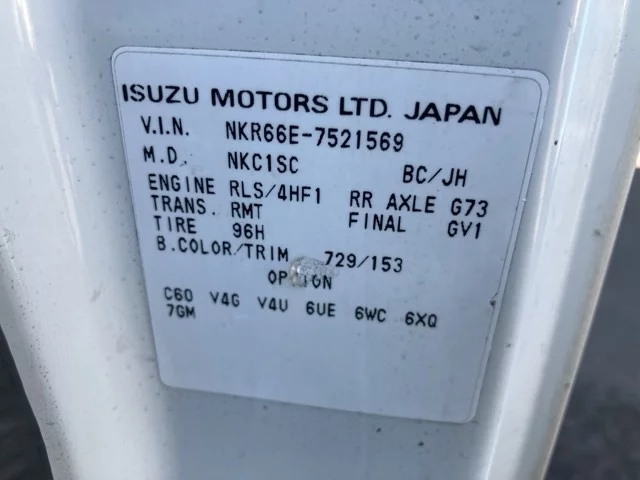 ISUZU MOTORS LTD. JAPAN
V.I.N. NKR66E-7521569
M.D. NKC1SC BC/JH
ENGINE RLS/4HF1 RR AXLE G73
TRANS. RMT FINAL GV1
TIRE 96H
B.COLOR/TRIM 729/153
C60 V4G V4U 6UE 6WC 6XQ
7GM